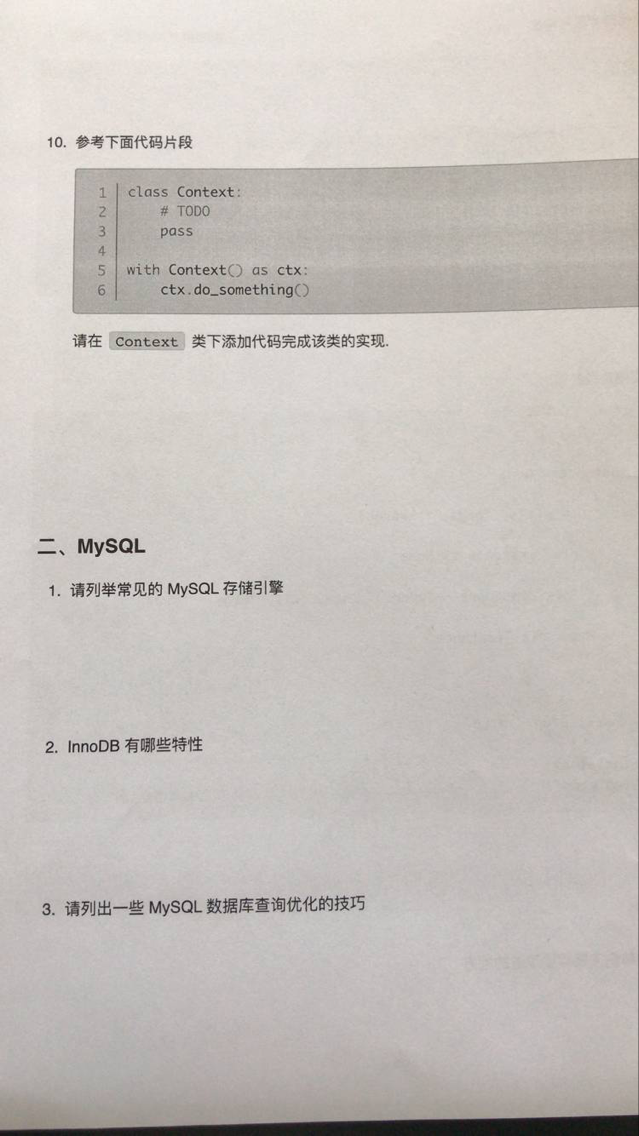 10. 参考下面代码片段
1 class Context:
2 # TODO
3 pass
4
5 with Context() as ctx:
6 ctx.do_something()
请在 Context 类下添加代码完成该类的实现.
二、MySQL
1. 请列举常见的 MySQL 存储引擎
2. InnoDB 有哪些特性
3. 请列出一些 MySQL 数据库查询优化的技巧